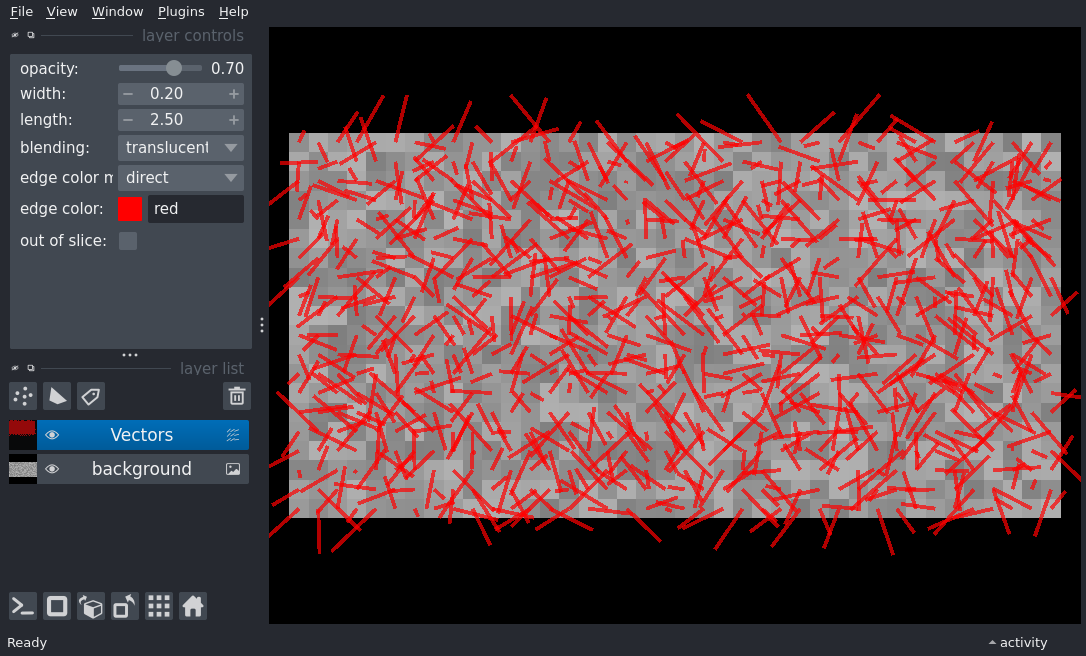 File View Window Plugins Help
layer controls
opacity: 0.70
width: 0.20
length: 2.50
blending: translucent
edge color m direct
edge color: red
out of slice:
layer list
Vectors
background
Ready
activity